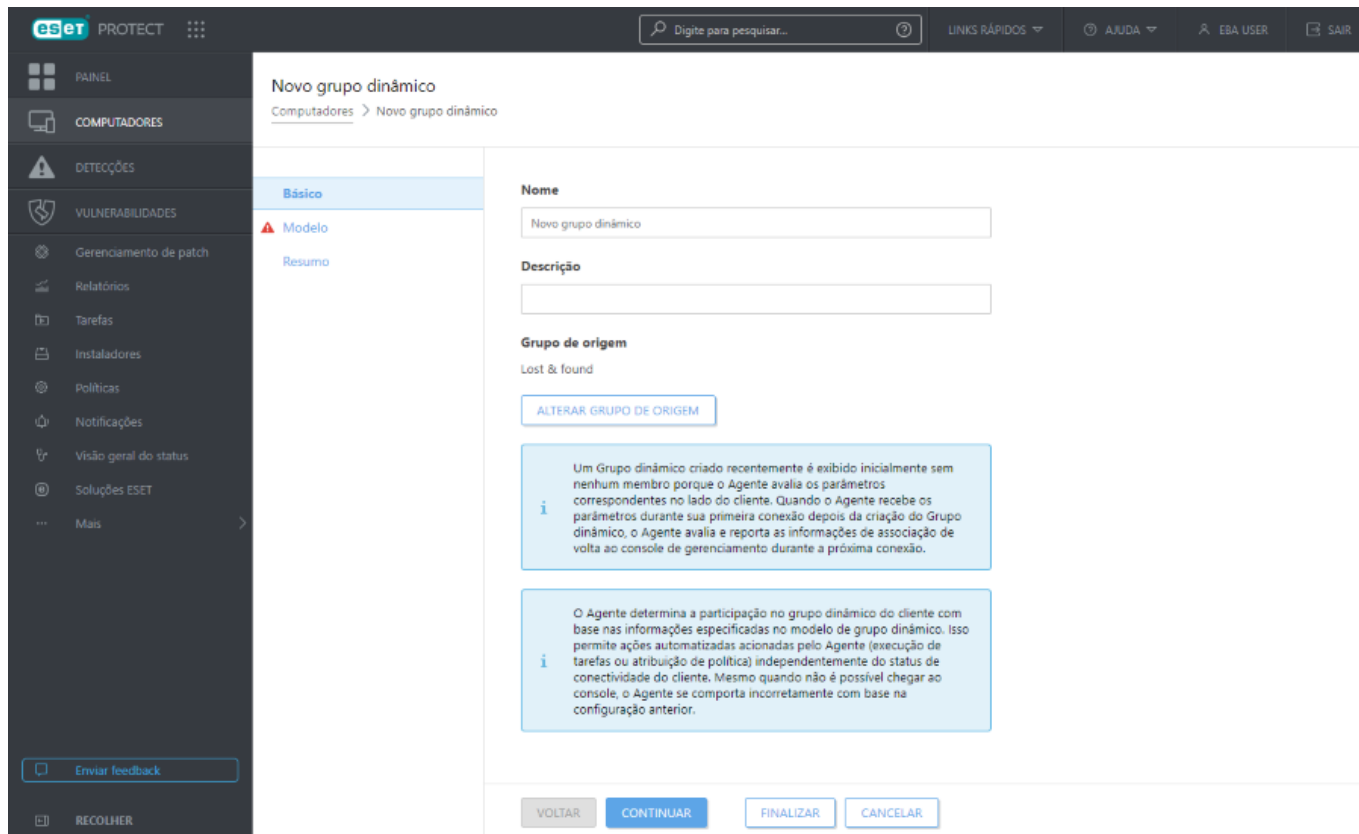 eset PROTECT
Digite para pesquisar...
LINKS RÁPIDOS
AJUDA
EBA USER
SAIR
PAINEL
COMPUTADORES
DETECÇÕES
VULNERABILIDADES
Gerenciamento de patch
Relatórios
Tarefas
Instaladores
Políticas
Notificações
Visão geral do status
Soluções ESET
Mais
Enviar feedback
RECOLHER
Novo grupo dinâmico
Computadores > Novo grupo dinâmico
Básico
Modelo
Resumo
Nome
Novo grupo dinâmico
Descrição
Grupo de origem
Lost & found
ALTERAR GRUPO DE ORIGEM
Um Grupo dinâmico criado recentemente é exibido inicialmente sem
nenhum membro porque o Agente avalia os parâmetros
correspondentes no lado do cliente. Quando o Agente recebe os
parâmetros durante sua primeira conexão depois da criação do Grupo
dinâmico, o Agente avalia e reporta as informações de associação de
volta ao console de gerenciamento durante a próxima conexão.
O Agente determina a participação no grupo dinâmico do cliente com
base nas informações especificadas no modelo de grupo dinâmico. Isso
permite ações automatizadas acionadas pelo Agente (execução de
tarefas ou atribuição de política) independentemente do status de
conectividade do cliente. Mesmo quando não é possível chegar ao
console, o Agente se comporta incorretamente com base na
configuração anterior.
VOLTAR
CONTINUAR
FINALIZAR
CANCELAR